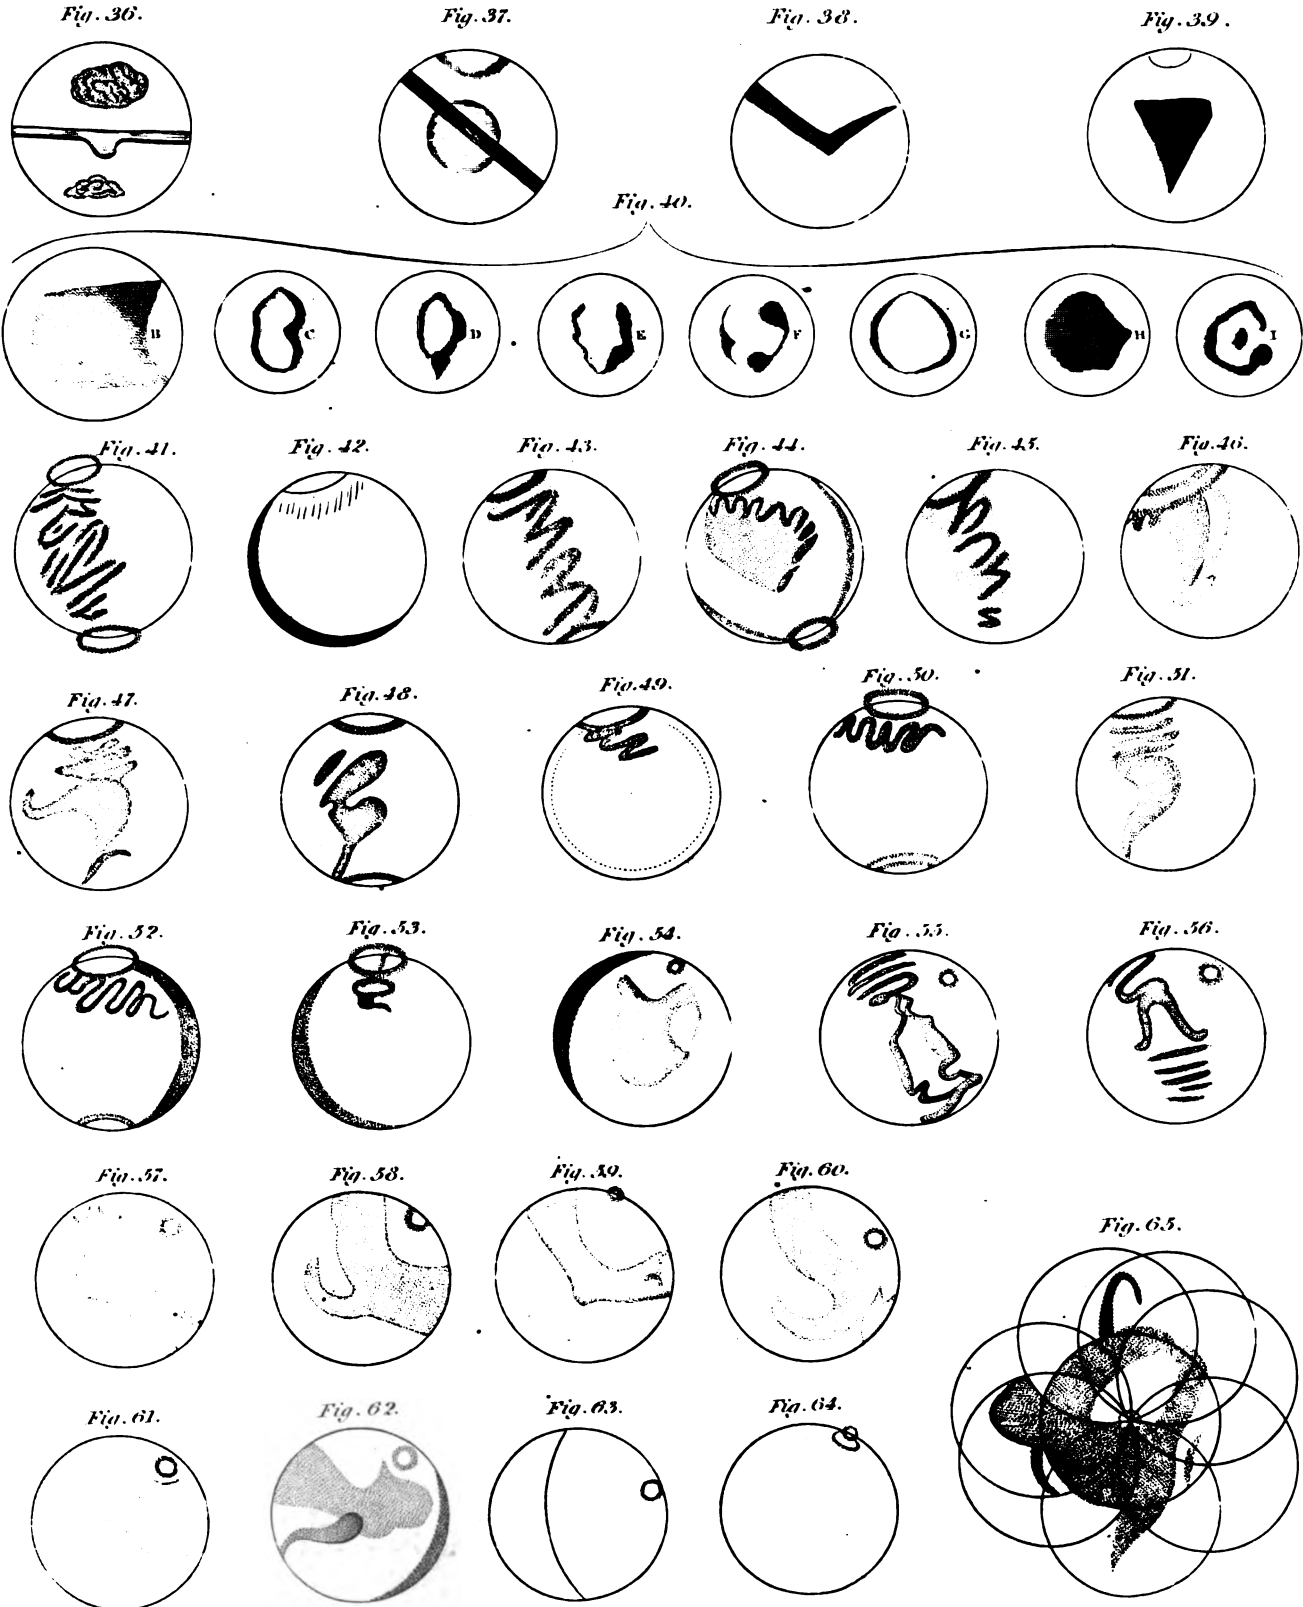 Fig. 36.
Fig. 37.
Fig. 38.
Fig. 39.
Fig. 40.
B
C
D
E
F
G
H
I
Fig. 41.
Fig. 42.
Fig. 43.
Fig. 44.
Fig. 45.
Fig. 46.
Fig. 47.
Fig. 48.
Fig. 49.
Fig. 50.
Fig. 51.
Fig. 52.
Fig. 53.
Fig. 54.
Fig. 55.
Fig. 56.
Fig. 57.
Fig. 58.
Fig. 59.
Fig. 60.
Fig. 65.
Fig. 61.
Fig. 62.
Fig. 63.
Fig. 64.